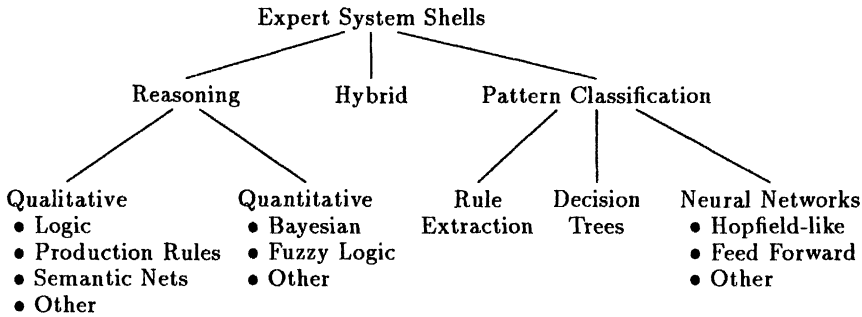 Expert System Shells
Reasoning
Hybrid
Pattern Classification
Qualitative
• Logic
• Production Rules
• Semantic Nets
• Other
Quantitative
• Bayesian
• Fuzzy Logic
• Other
Rule
Extraction
Decision
Trees
Neural Networks
• Hopfield-like
• Feed Forward
• Other